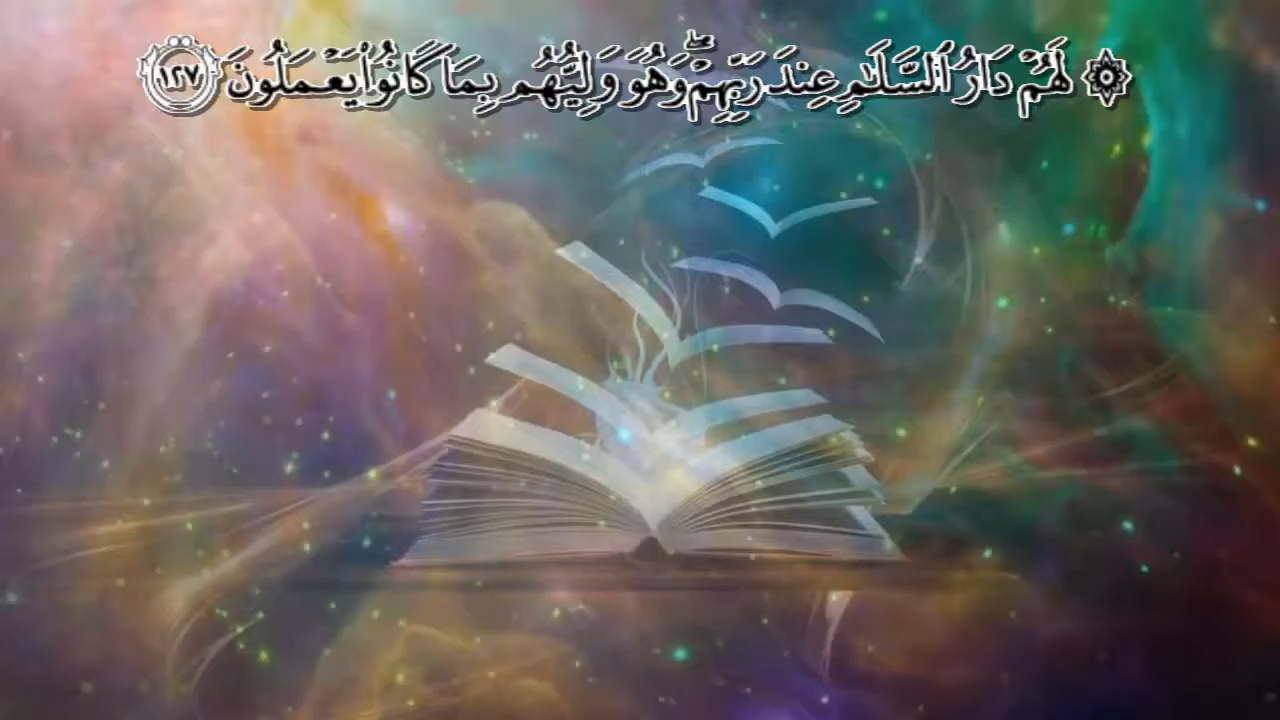 ۞ لَهُمْ دَارُ ٱلسَّلَٰمِ عِندَ رَبِّهِمْ ۖ وَهُوَ وَلِيُّهُم بِمَا كَانُوا۟ يَعْمَلُونَ ١٢٧